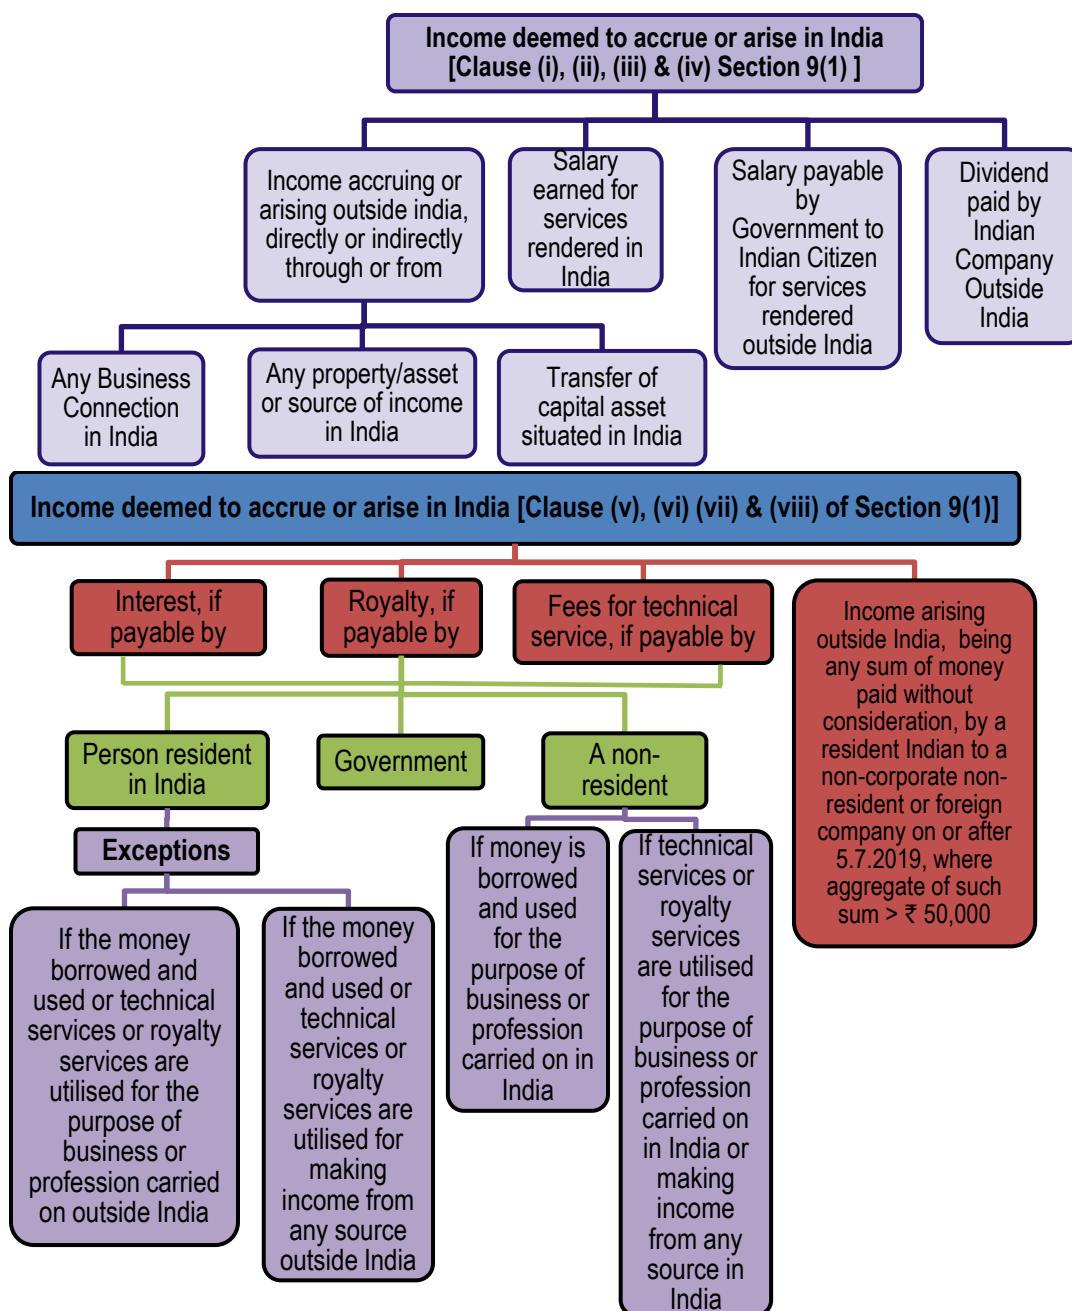 Income deemed to accrue or arise in India
[Clause (i), (ii), (iii) & (iv) Section 9(1) ]
Income accruing or
arising outside india,
directly or indirectly
through or from
Salary
earned for
services
rendered in
India
Salary payable
by
Government to
Indian Citizen
for services
rendered
outside India
Dividend
paid by
Indian
Company
Outside
India
Any Business
Connection
in India
Any property/asset
or source of income
in India
Transfer of
capital asset
situated in India
Income deemed to accrue or arise in India [Clause (v), (vi) (vii) & (viii) of Section 9(1)]
Interest, if
payable by
Royalty, if
payable by
Fees for technical
service, if payable by
Income arising
outside India, being
any sum of money
paid without
consideration, by a
resident Indian to a
non-corporate non-
resident or foreign
company on or after
5.7.2019, where
aggregate of such
sum > ₹ 50,000
Person resident
in India
Government
A non-
resident
Exceptions
If the money
borrowed and
used or technical
services or royalty
services are
utilised for the
purpose of
business or
profession carried
on outside India
If the money
borrowed
and used or
technical
services or
royalty
services are
utilised for
making
income from
any source
outside India
If money is
borrowed
and used
for the
purpose of
business or
profession
carried on in
India
If technical
services or
royalty
services
are utilised
for the
purpose of
business or
profession
carried on
in India or
making
income
from any
source in
India